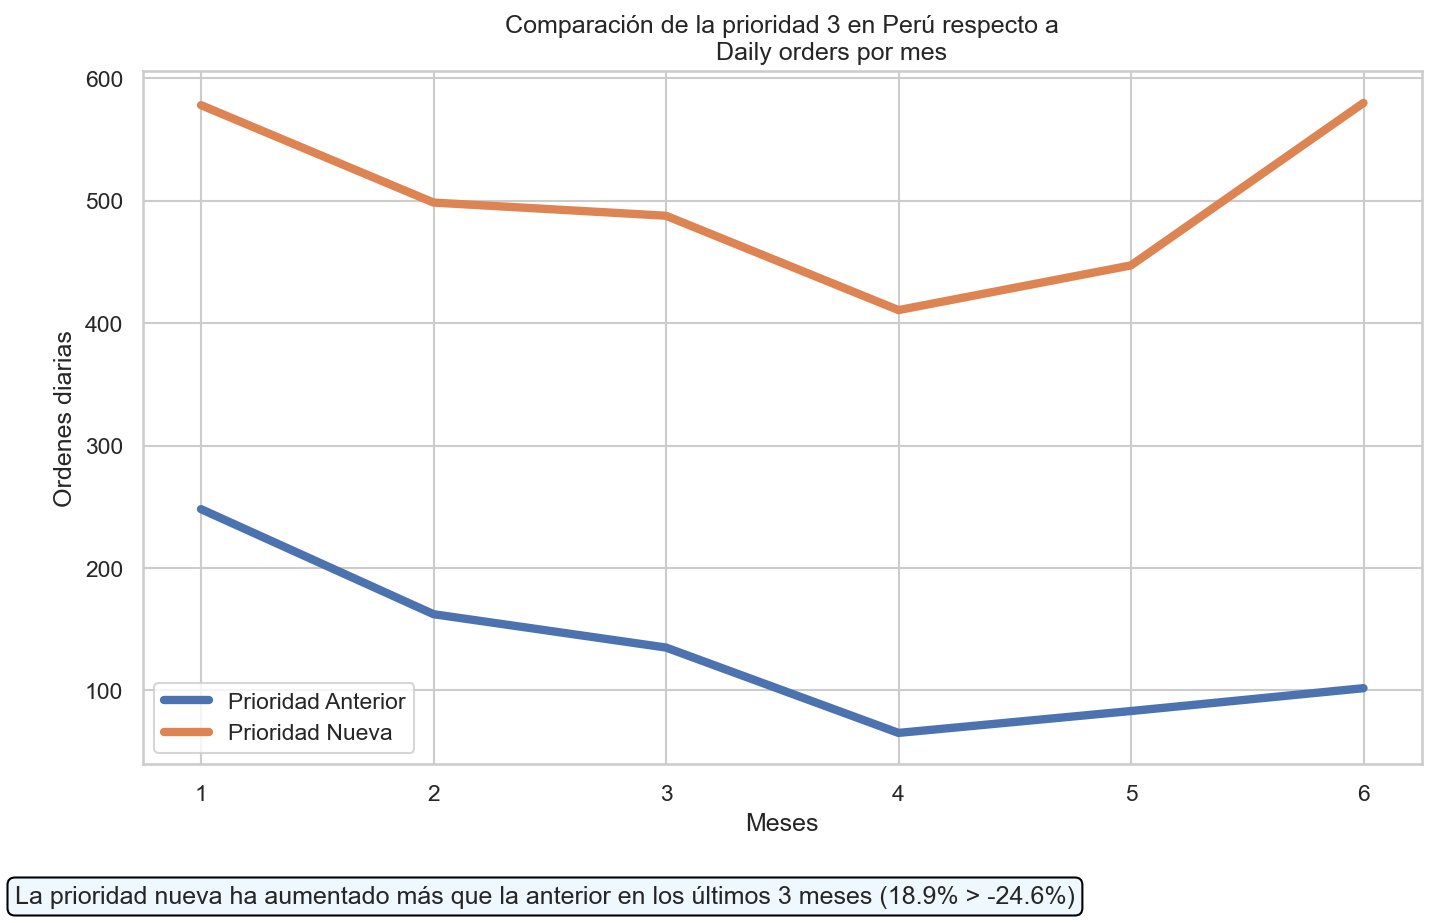 Comparación de la prioridad 3 en Perú respecto a
Daily orders por mes
600
500
400
300
200
100
Ordenes diarias
Prioridad Anterior
Prioridad Nueva
1 2 3 4 5 6
Meses
La prioridad nueva ha aumentado más que la anterior en los últimos 3 meses (18.9% > -24.6%)